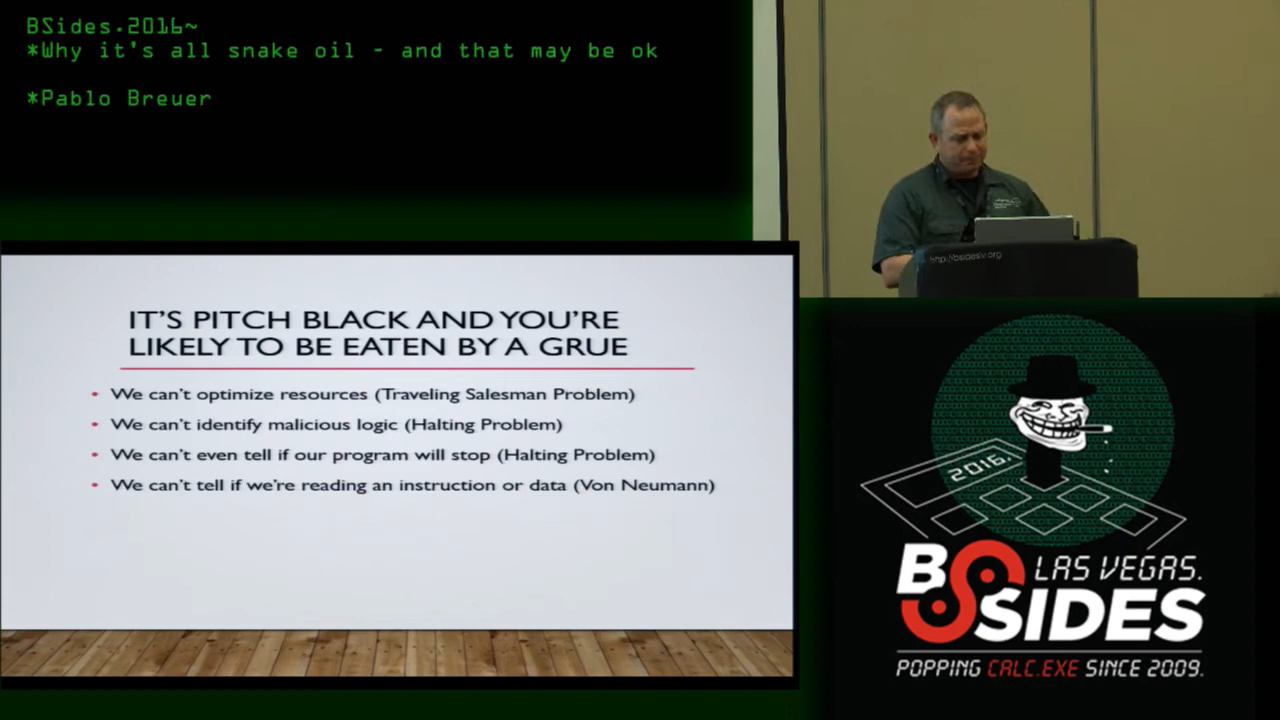 BSides.2016~
*Why it's all snake oil - and that may be ok
*Pablo Breuer
http://bsideslv.org
IT'S PITCH BLACK AND YOU'RE
LIKELY TO BE EATEN BY A GRUE
• We can't optimize resources (Traveling Salesman Problem)
• We can't identify malicious logic (Halting Problem)
• We can't even tell if our program will stop (Halting Problem)
• We can't tell if we're reading an instruction or data (Von Neumann)
2016.
BSIDES
LAS VEGAS.
POPPING CALC.EXE SINCE 2009.